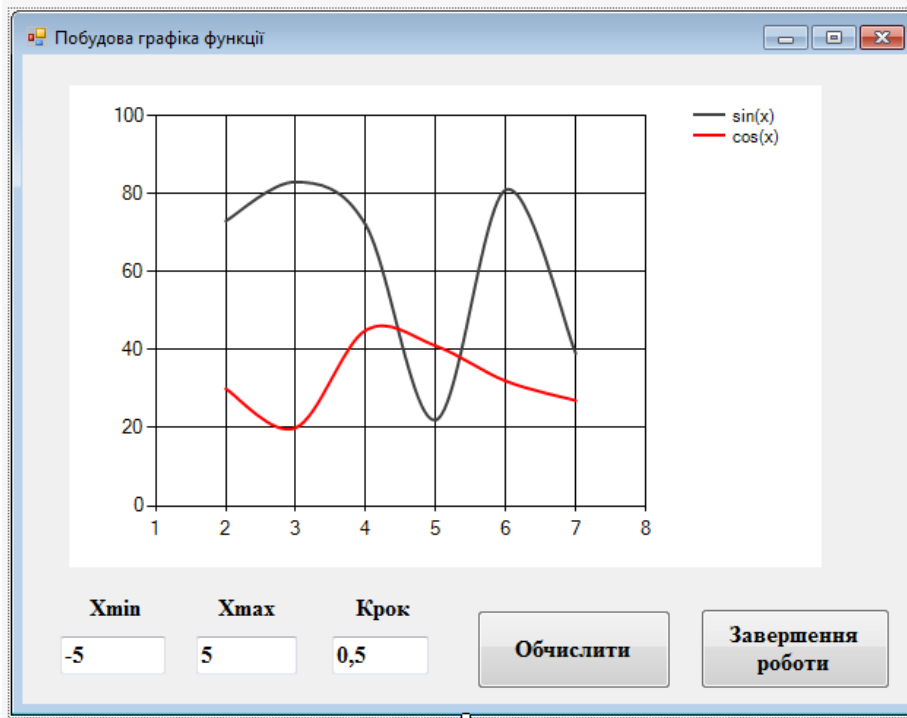 Побудова графіка функції
100
80
60
40
20
0
1 2 3 4 5 6 7 8
sin(x)
cos(x)
Xmin Xmax Крок
-5 5 0,5
Обчислити
Завершення
роботи